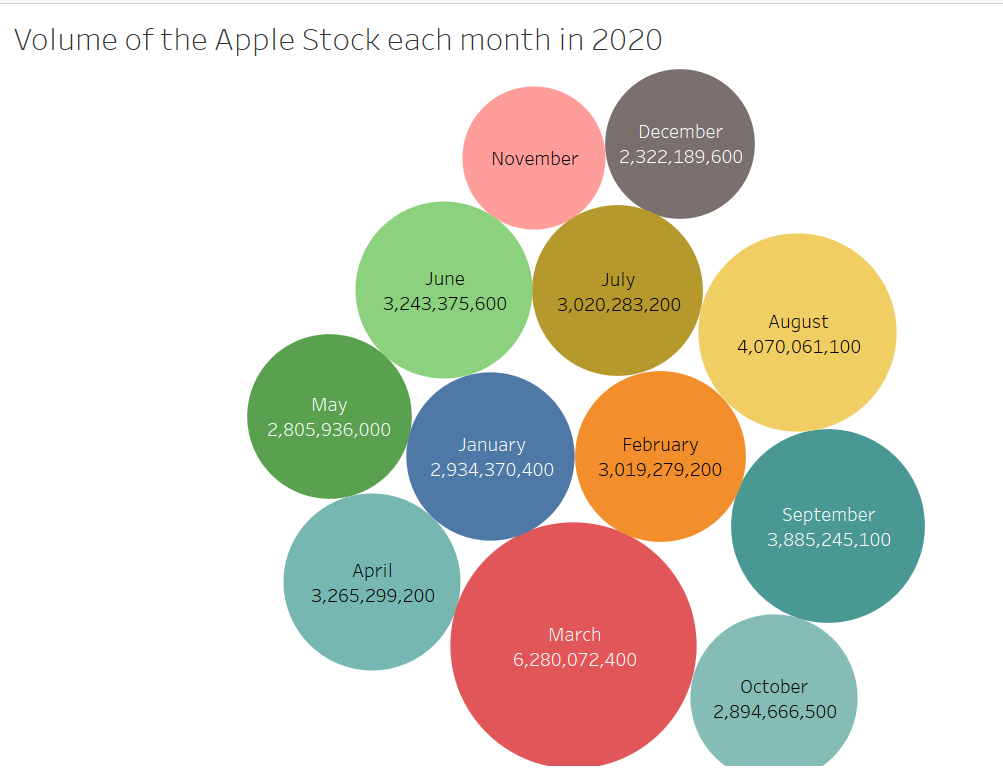 Volume of the Apple Stock each month in 2020
November
December
2,322,189,600
June
3,243,375,600
July
3,020,283,200
August
4,070,061,100
May
2,805,936,000
January
2,934,370,400
February
3,019,279,200
September
3,885,245,100
April
3,265,299,200
March
6,280,072,400
October
2,894,666,500